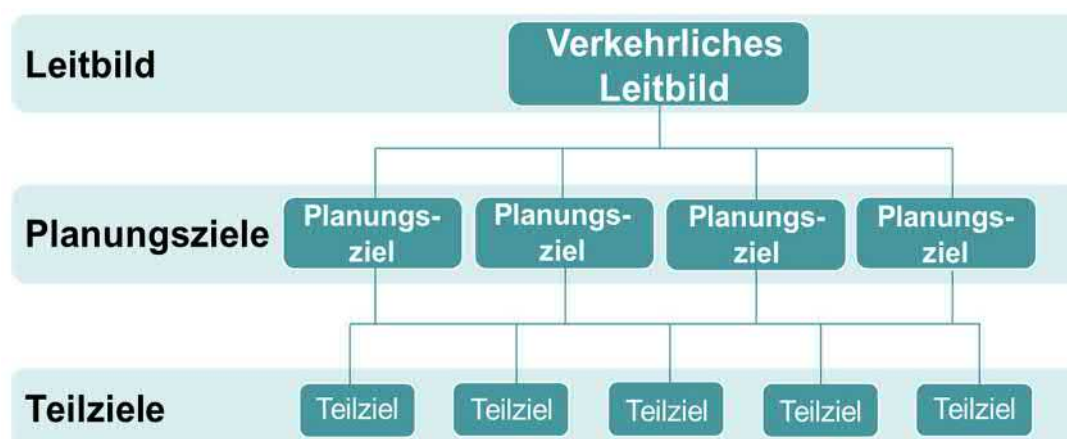 Leitbild
Verkehrliches
Leitbild
Planungsziele
Planungs-
ziel
Planungs-
ziel
Planungs-
ziel
Planungs-
ziel
Teilziele
Teilziel
Teilziel
Teilziel
Teilziel
Teilziel